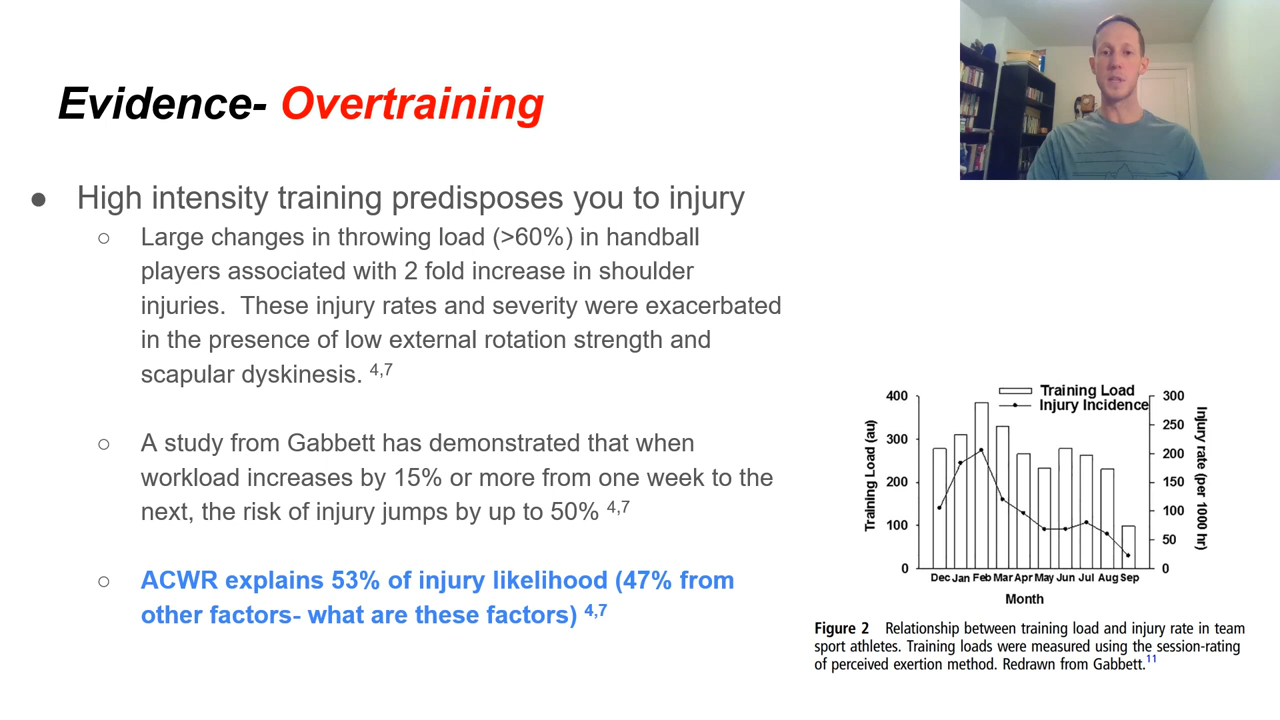 Evidence- Overtraining
● High intensity training predisposes you to injury
○ Large changes in throwing load (>60%) in handball
players associated with 2 fold increase in shoulder
injuries.  These injury rates and severity were exacerbated
in the presence of low external rotation strength and
scapular dyskinesis. 4,7
○ A study from Gabbett has demonstrated that when
workload increases by 15% or more from one week to the
next, the risk of injury jumps by up to 50% 4,7
○ ACWR explains 53% of injury likelihood (47% from
other factors- what are these factors) 4,7
Training Load
Injury Incidence
Training Load (au)
400
300
200
100
0
300
250
200
150
100
50
0
Injury rate (per 1000 hr)
Dec Jan Feb Mar Apr May Jun Jul Aug Sep
Month
Figure 2 Relationship between training load and injury rate in team
sport athletes. Training loads were measured using the session-rating
of perceived exertion method. Redrawn from Gabbett.11